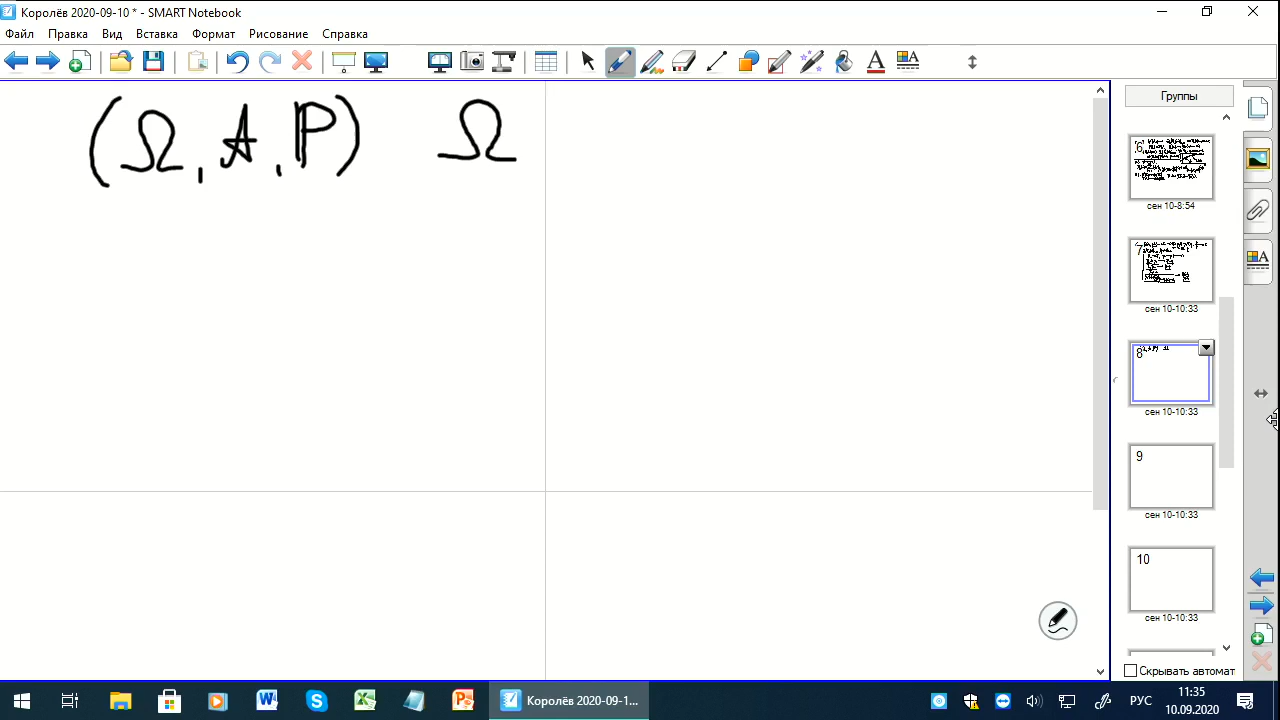 Королёв 2020-09-10 * - SMART Notebook
Файл Правка Вид Вставка Формат Рисование Справка
(Ω, A, P) Ω
Группы
6
сен 10-8:54
7
сен 10-10:33
8
сен 10-10:33
9
сен 10-10:33
10
сен 10-10:33
Скрывать автомат
Королёв 2020-09-1...
РУС
11:35
10.09.2020